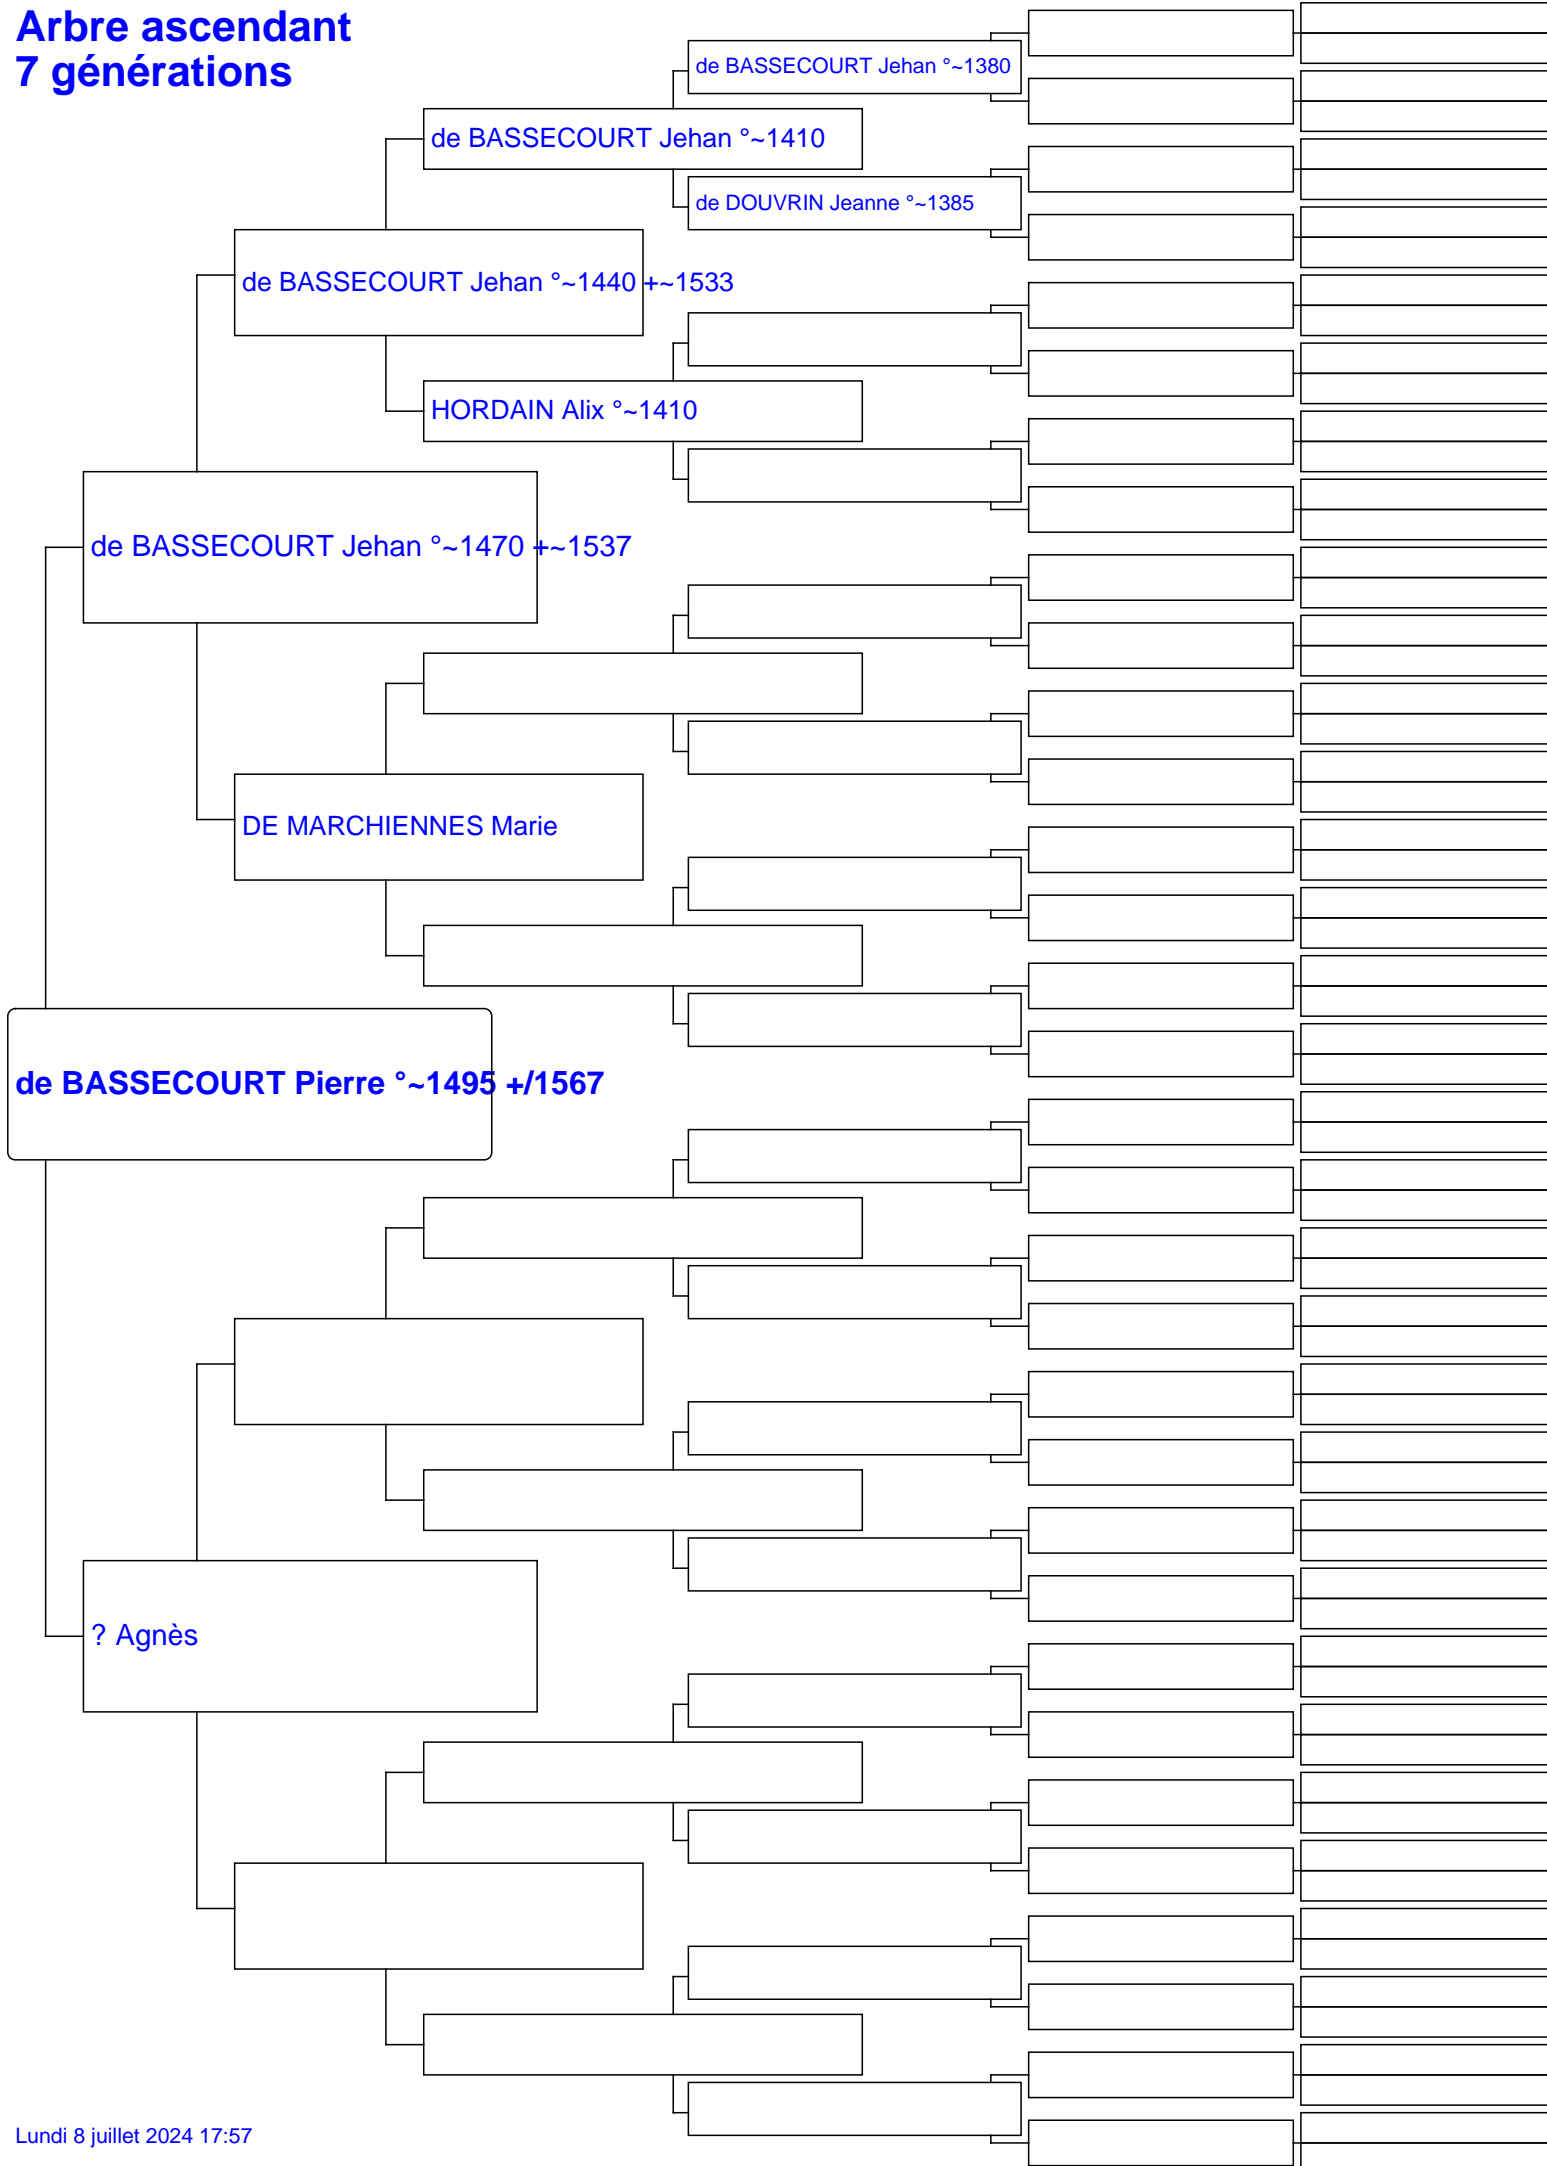 Arbre ascendant
7 générations
de BASSECOURT Jehan °~1380
de BASSECOURT Jehan °~1410
de DOUVRIN Jeanne °~1385
de BASSECOURT Jehan °~1440 +~1533
HORDAIN Alix °~1410
de BASSECOURT Jehan °~1470 +~1537
DE MARCHIENNES Marie
de BASSECOURT Pierre °~1495 +/1567
? Agnès
Lundi 8 juillet 2024 17:57